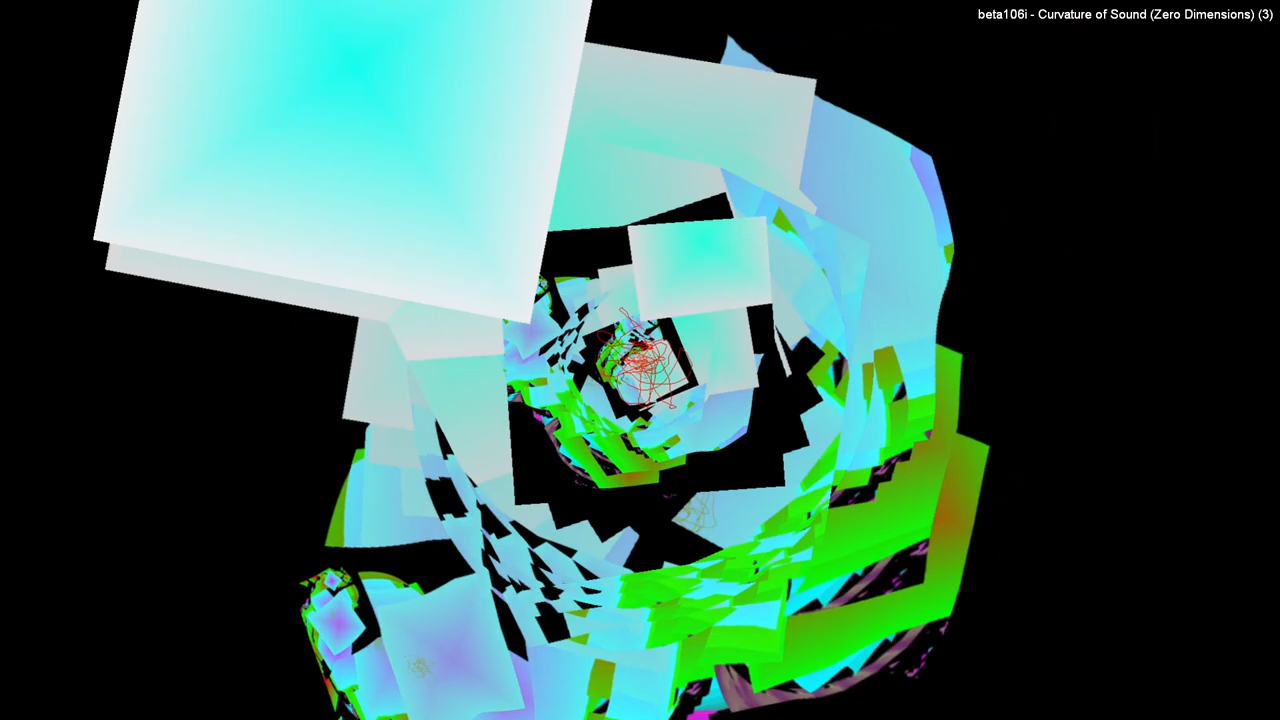 beta106i - Curvature of Sound (Zero Dimensions) (3)